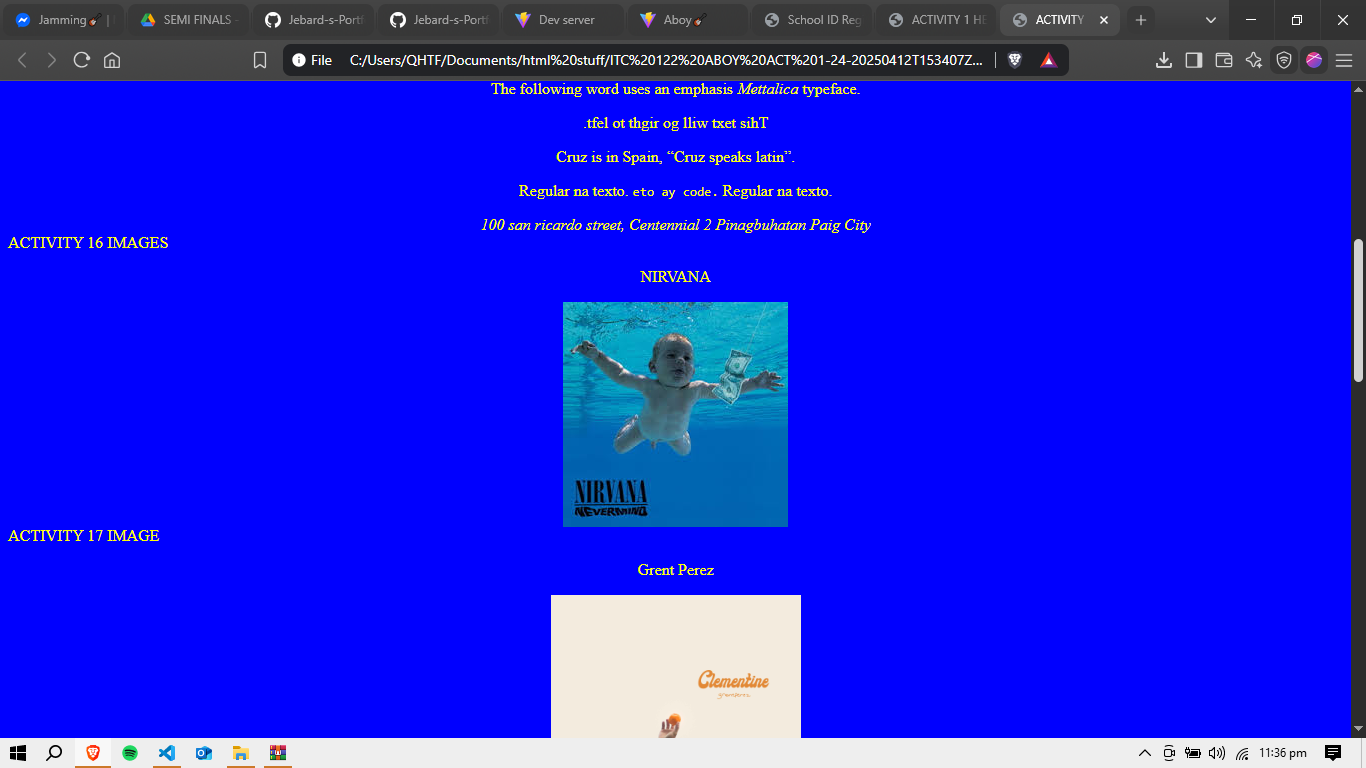 Jamming🎸 |
SEMI FINALS
Jebard-s-Portf
Jebard-s-Portf
Dev server
Aboy🎸
School ID Reg
ACTIVITY 1 HE
ACTIVITY
File C:/Users/QHTF/Documents/html%20stuff/ITC%20122%20ABOY%20ACT%201-24-20250412T153407Z...
The following word uses an emphasis Mettalica typeface.
.tfel ot thgir og lliw txet sihT
Cruz is in Spain, “Cruz speaks latin”.
Regular na texto. eto ay code. Regular na texto.
100 san ricardo street, Centennial 2 Pinagbuhatan Paig City
ACTIVITY 16 IMAGES
NIRVANA
NIRVANA
NEVERMIND
ACTIVITY 17 IMAGE
Grent Perez
Clementine
11:36 pm